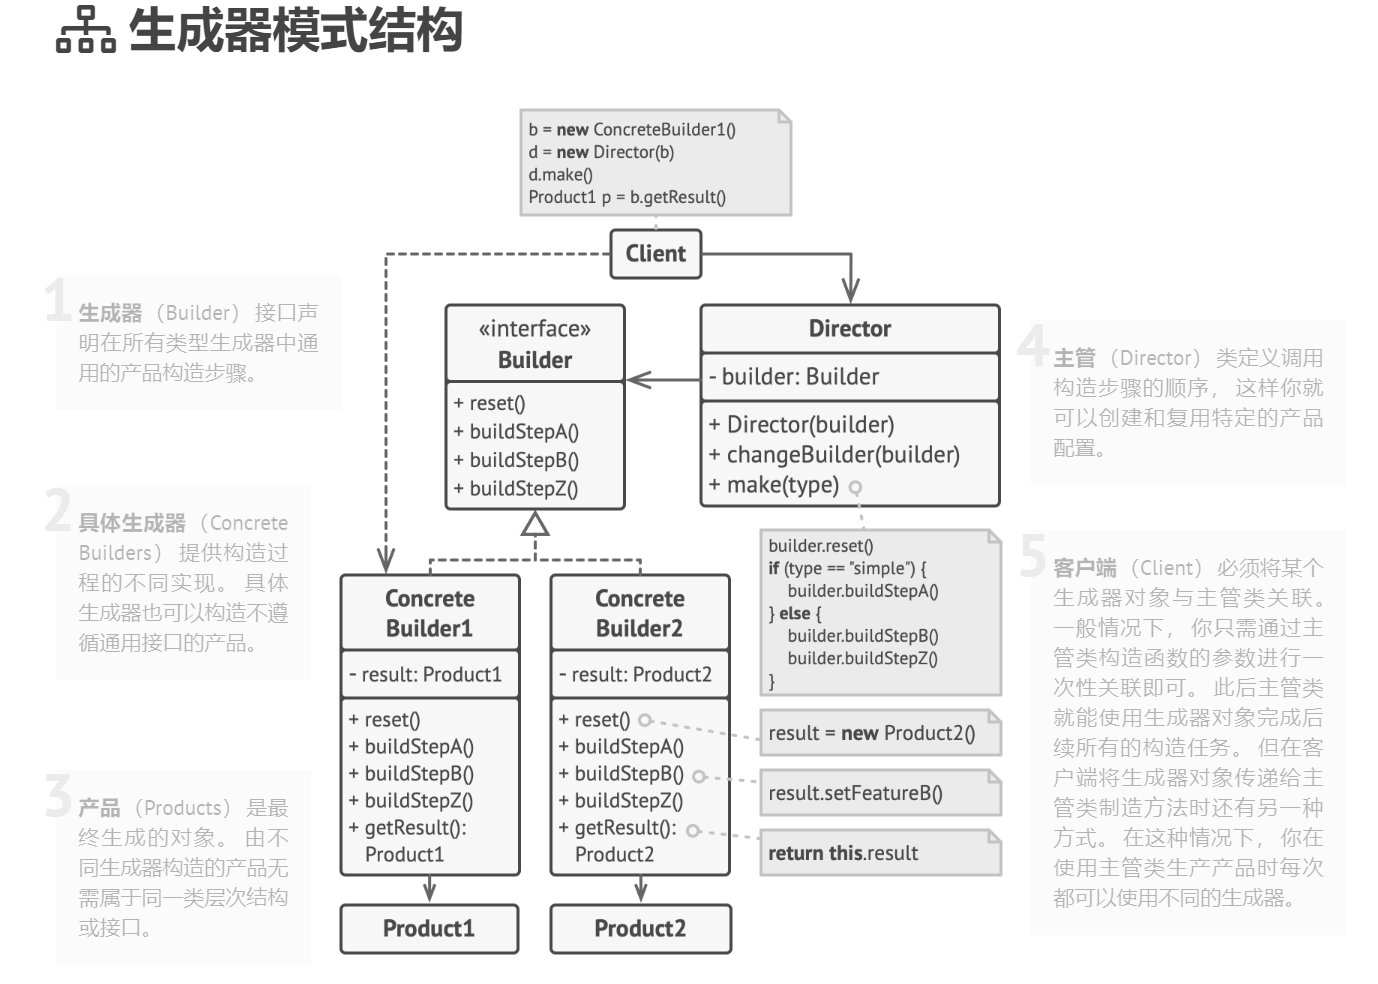 生成器模式结构
b = new ConcreteBuilder1()
d = new Director(b)
d.make()
Product1 p = b.getResult()
Client
1
生成器（Builder） 接口声
明在所有类型生成器中通
用的产品构造步骤。
2
具体生成器（Concrete
Builders） 提供构造过
程的不同实现。 具体
生成器也可以构造不遵
循通用接口的产品。
3
产品（Products） 是最
终生成的对象。 由不
同生成器构造的产品无
需属于同一类层次结构
或接口。
«interface»
Builder
+ reset()
+ buildStepA()
+ buildStepB()
+ buildStepZ()
Director
- builder: Builder
+ Director(builder)
+ changeBuilder(builder)
+ make(type)
builder.reset()
if (type == "simple") {
builder.buildStepA()
} else {
builder.buildStepB()
builder.buildStepZ()
}
Concrete
Builder1
- result: Product1
+ reset()
+ buildStepA()
+ buildStepB()
+ buildStepZ()
+ getResult():
Product1
Product1
Concrete
Builder2
- result: Product2
+ reset()
+ buildStepA()
+ buildStepB()
+ buildStepZ()
+ getResult():
Product2
Product2
result = new Product2()
result.setFeatureB()
return this.result
4
主管（Director） 类定义调用
构造步骤的顺序， 这样你就
可以创建和复用特定的产品
配置。
5
客户端（Client） 必须将某个
生成器对象与主管类关联。
一般情况下， 你只需通过主
管类构造函数的参数进行一
次性关联即可。 此后主管类
就能使用生成器对象完成后
续所有的构造任务。 但在客
户端将生成器对象传递给主
管类制造方法时还有另一种
方式。 在这种情况下， 你在
使用主管类生产产品时每次
都可以使用不同的生成器。